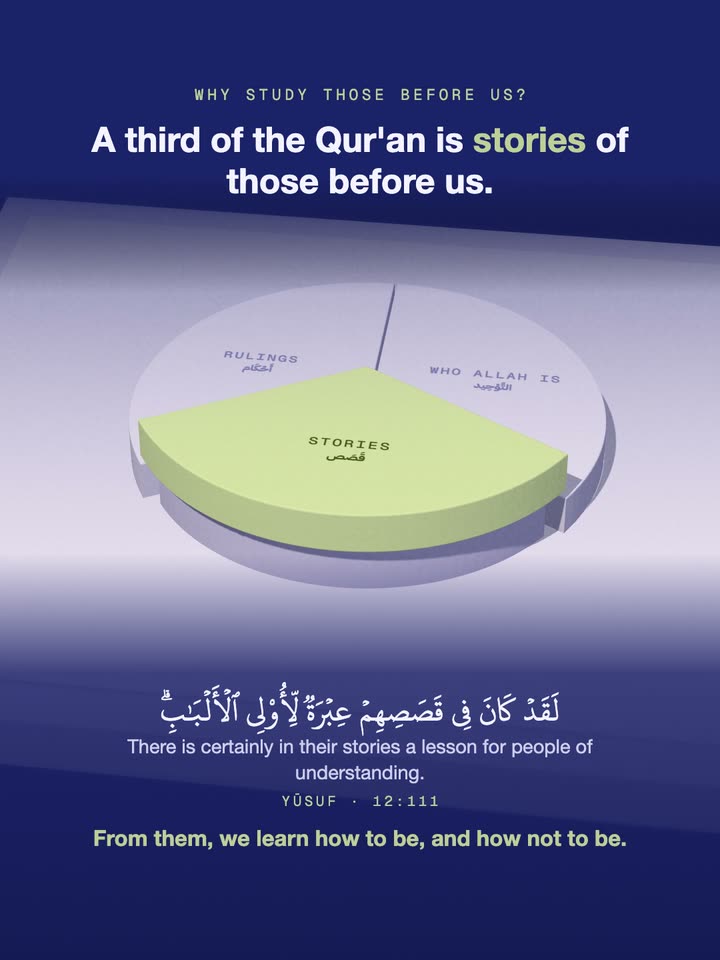 WHY STUDY THOSE BEFORE US?
A third of the Qur'an is stories of
those before us.
RULINGS
أحكام
WHO ALLAH IS
التَّوْحِيد
STORIES
قَصَص
لَقَدْ كَانَ فِى قَصَصِهِمْ عِبْرَةٌ لِّأُو۟لِى ٱلْأَلْبَـٰبِ ۗ
There is certainly in their stories a lesson for people of
understanding.
YŪSUF · 12:111
From them, we learn how to be, and how not to be.